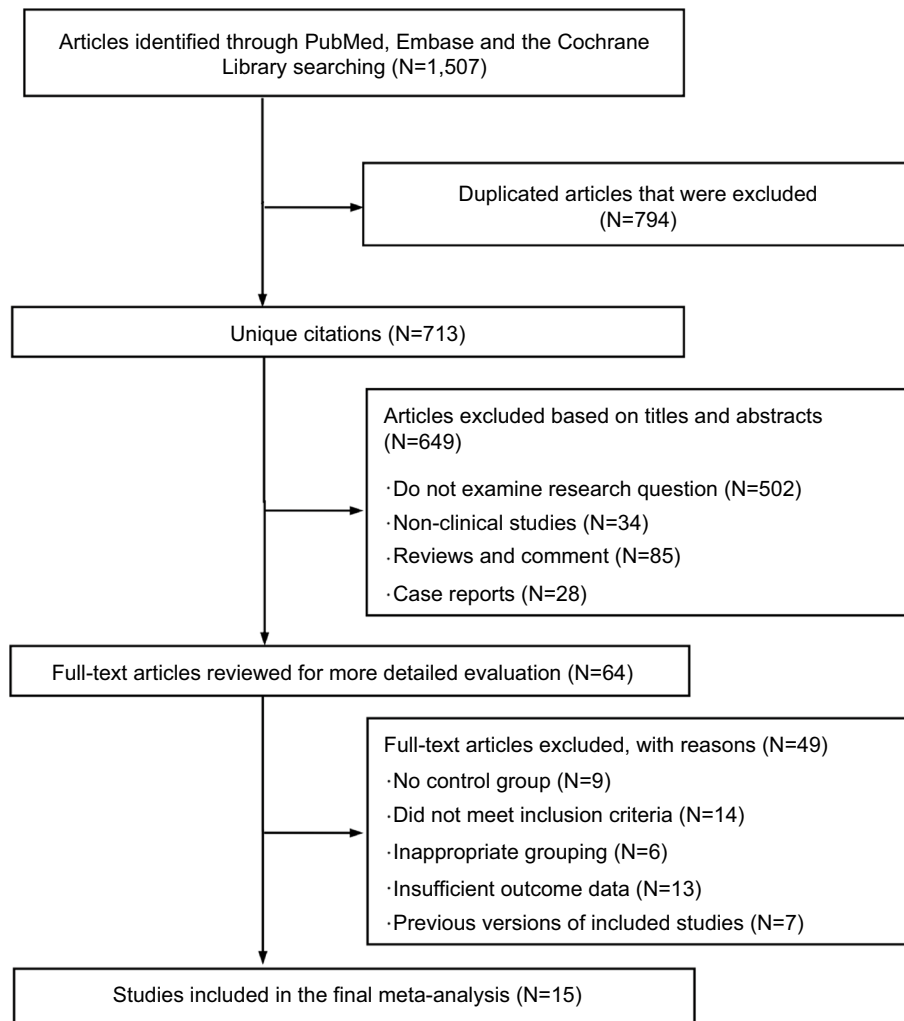 Articles identified through PubMed, Embase and the Cochrane
Library searching (N=1,507)
Duplicated articles that were excluded
(N=794)
Unique citations (N=713)
Articles excluded based on titles and abstracts
(N=649)
·Do not examine research question (N=502)
·Non-clinical studies (N=34)
·Reviews and comment (N=85)
·Case reports (N=28)
Full-text articles reviewed for more detailed evaluation (N=64)
Full-text articles excluded, with reasons (N=49)
·No control group (N=9)
·Did not meet inclusion criteria (N=14)
·Inappropriate grouping (N=6)
·Insufficient outcome data (N=13)
·Previous versions of included studies (N=7)
Studies included in the final meta-analysis (N=15)